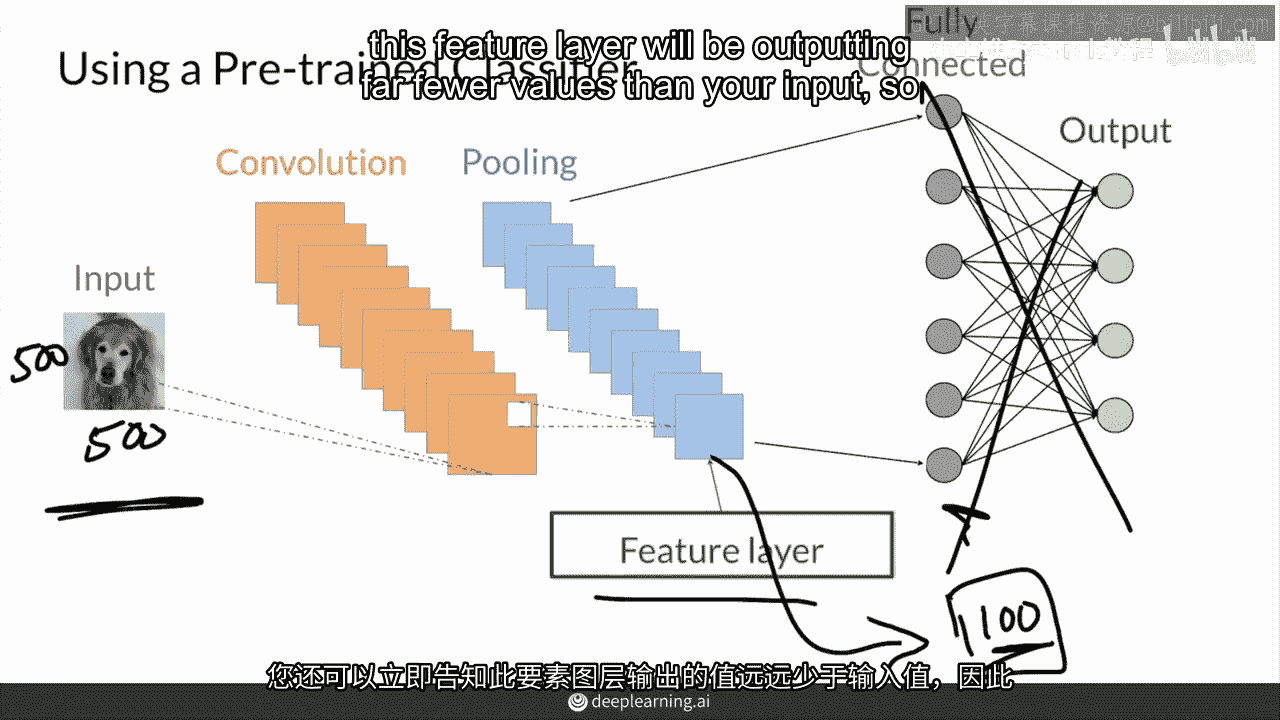 this feature layer will be outputting
far fewer values than your input, so
Using a Pre-trained Classifier
Fully
Connected
Output
Convolution
Pooling
Input
500
500
Feature layer
100
您还可以立即告知此要素图层输出的值远远少于输入值，因此
deeplearning.ai